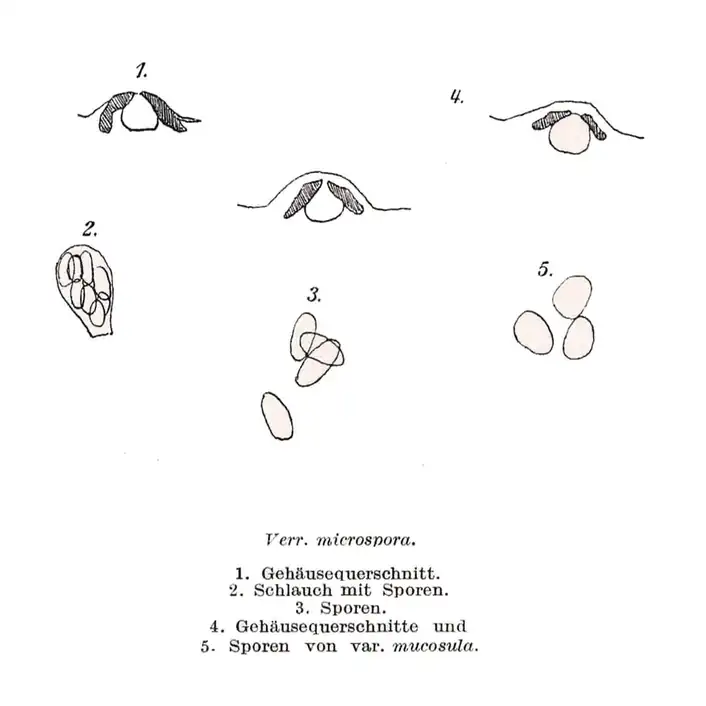 1.
4.
2.
3.
5.
Verr. microspora.
1. Gehäusequerschnitt.
2. Schlauch mit Sporen.
3. Sporen.
4. Gehäusequerschnitte und
5. Sporen von var. mucosula.